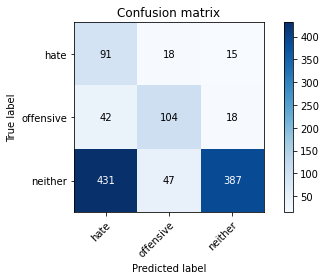 Confusion matrix
hate 91 18 15
offensive 42 104 18
neither 431 47 387
hate offensive neither
True label
Predicted label
400
350
300
250
200
150
100
50